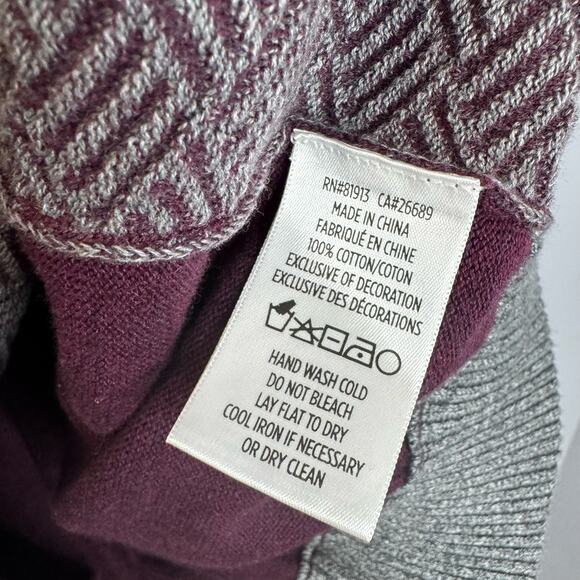 RN#81913 CA#26689
MADE IN CHINA
FABRIQUÉ EN CHINE
100% COTTON/COTON
EXCLUSIVE OF DECORATION
EXCLUSIVE DES DÉCORATIONS
HAND WASH COLD
DO NOT BLEACH
LAY FLAT TO DRY
COOL IRON IF NECESSARY
OR DRY CLEAN